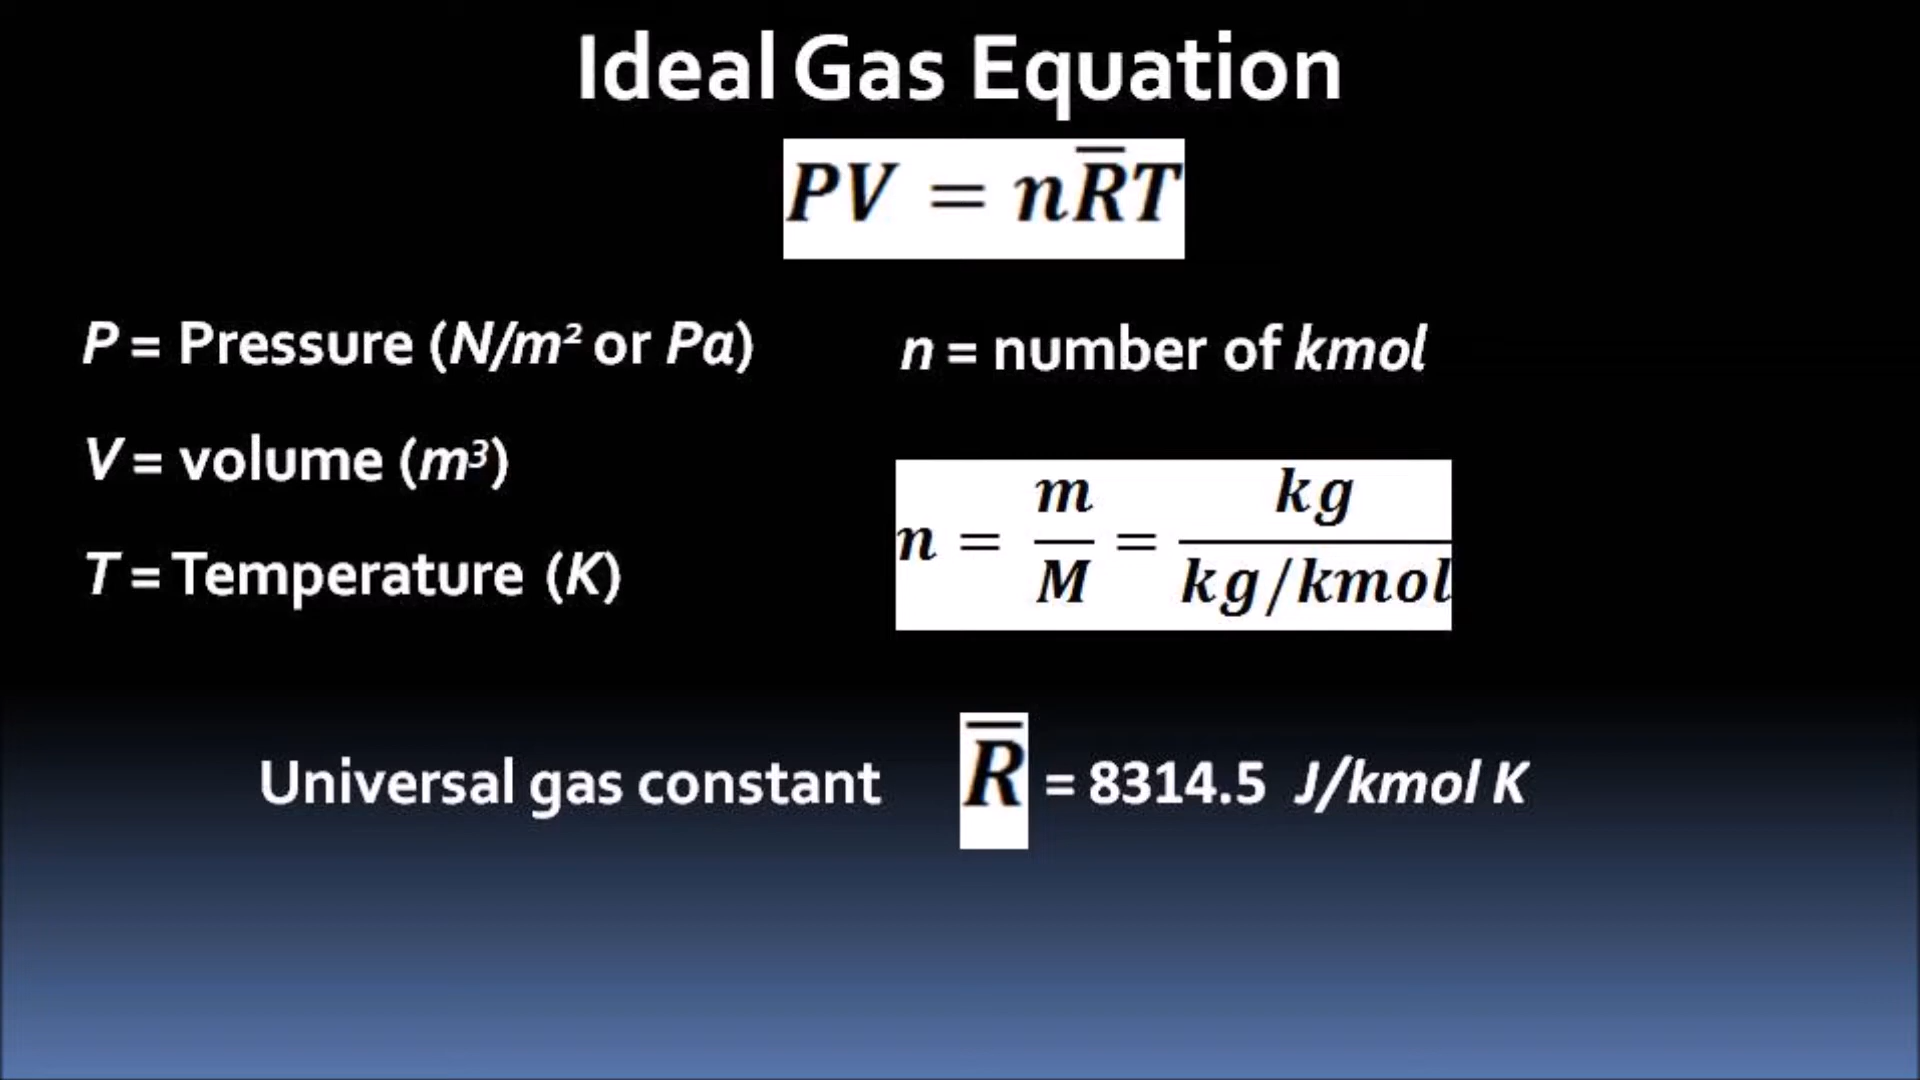 Ideal Gas Equation
PV = nR̅T
P = Pressure (N/m² or Pa)
n = number of kmol
V = volume (m³)
n = m/M = kg/(kg/kmol)
T = Temperature (K)
Universal gas constant R̅ = 8314.5 J/kmol K